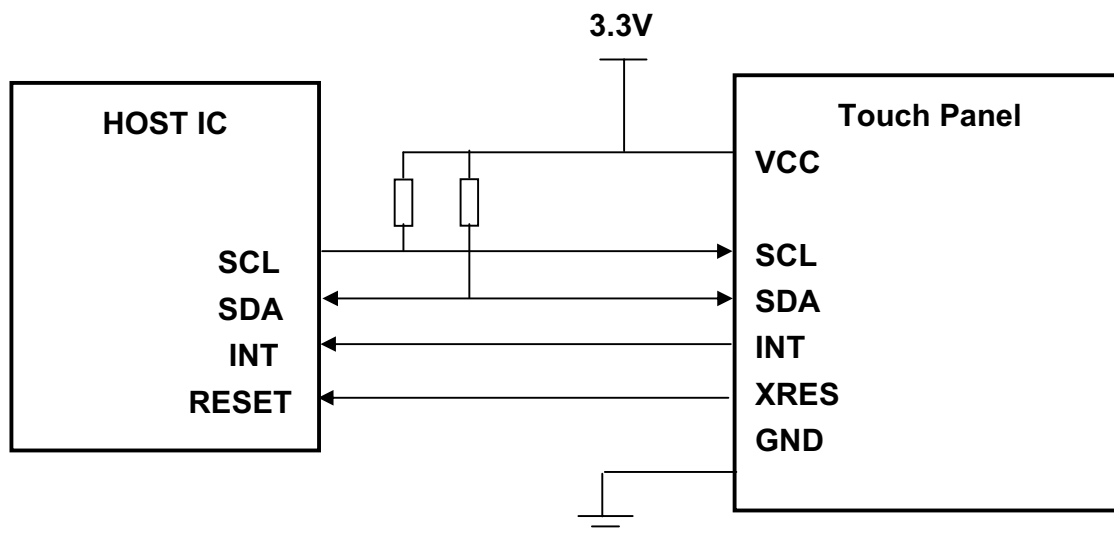 3.3V
HOST IC
SCL
SDA
INT
RESET
Touch Panel
VCC
SCL
SDA
INT
XRES
GND